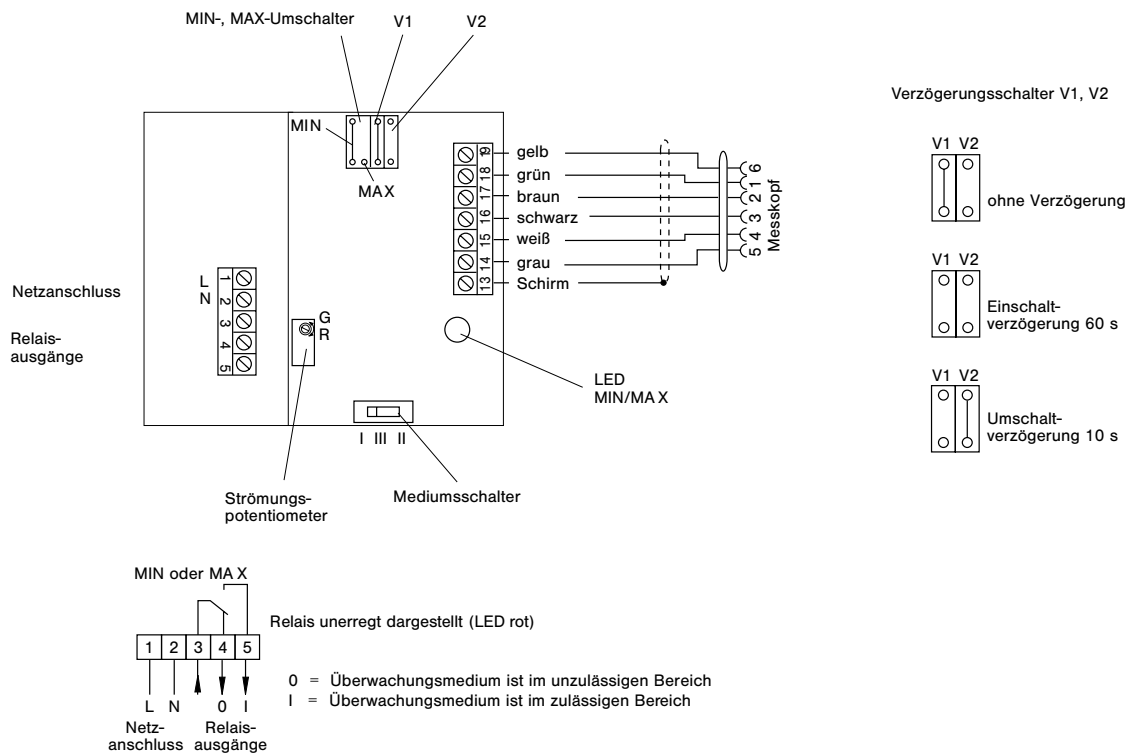 MIN-, MAX-Umschalter V1 V2
MIN
MAX
9 gelb
18 grün
17 braun
16 schwarz
15 weiß
14 grau
13 Schirm
6
1
2
3
4
5
Messkopf
Netzanschluss
Relais-
ausgänge
L 1
N 2
3
4
5
G
R
LED
MIN/MAX
I III II
Strömungs-
potentiometer
Mediumsschalter
Verzögerungsschalter V1, V2
V1 V2
ohne Verzögerung
V1 V2
Einschalt-
verzögerung 60 s
V1 V2
Umschalt-
verzögerung 10 s
MIN oder MAX
Relais unerregt dargestellt (LED rot)
1 2 3 4 5
L N 0 I
Netz-
anschluss
Relais-
ausgänge
0 = Überwachungsmedium ist im unzulässigen Bereich
I = Überwachungsmedium ist im zulässigen Bereich